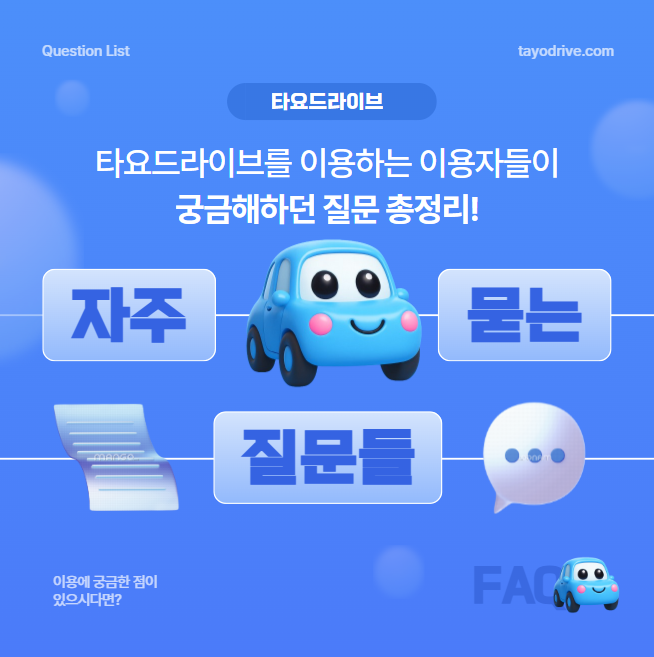 Question List
tayodrive.com
타요드라이브
타요드라이브를 이용하는 이용자들이
궁금해하던 질문 총정리!
자주
묻는
질문들
이용에 궁금한 점이
있으시다면?
FAQ